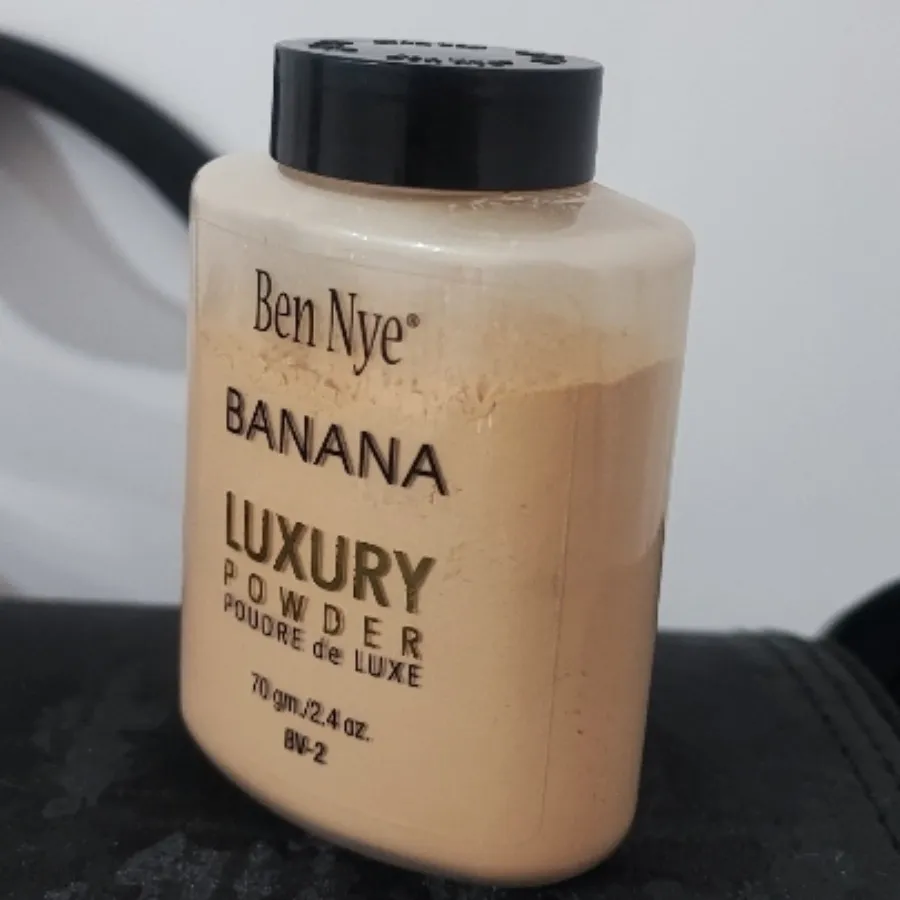 Ben Nye®
BANANA
LUXURY
POWDER
POUDRE de LUXE
70 gm./2.4 oz.
BV-2